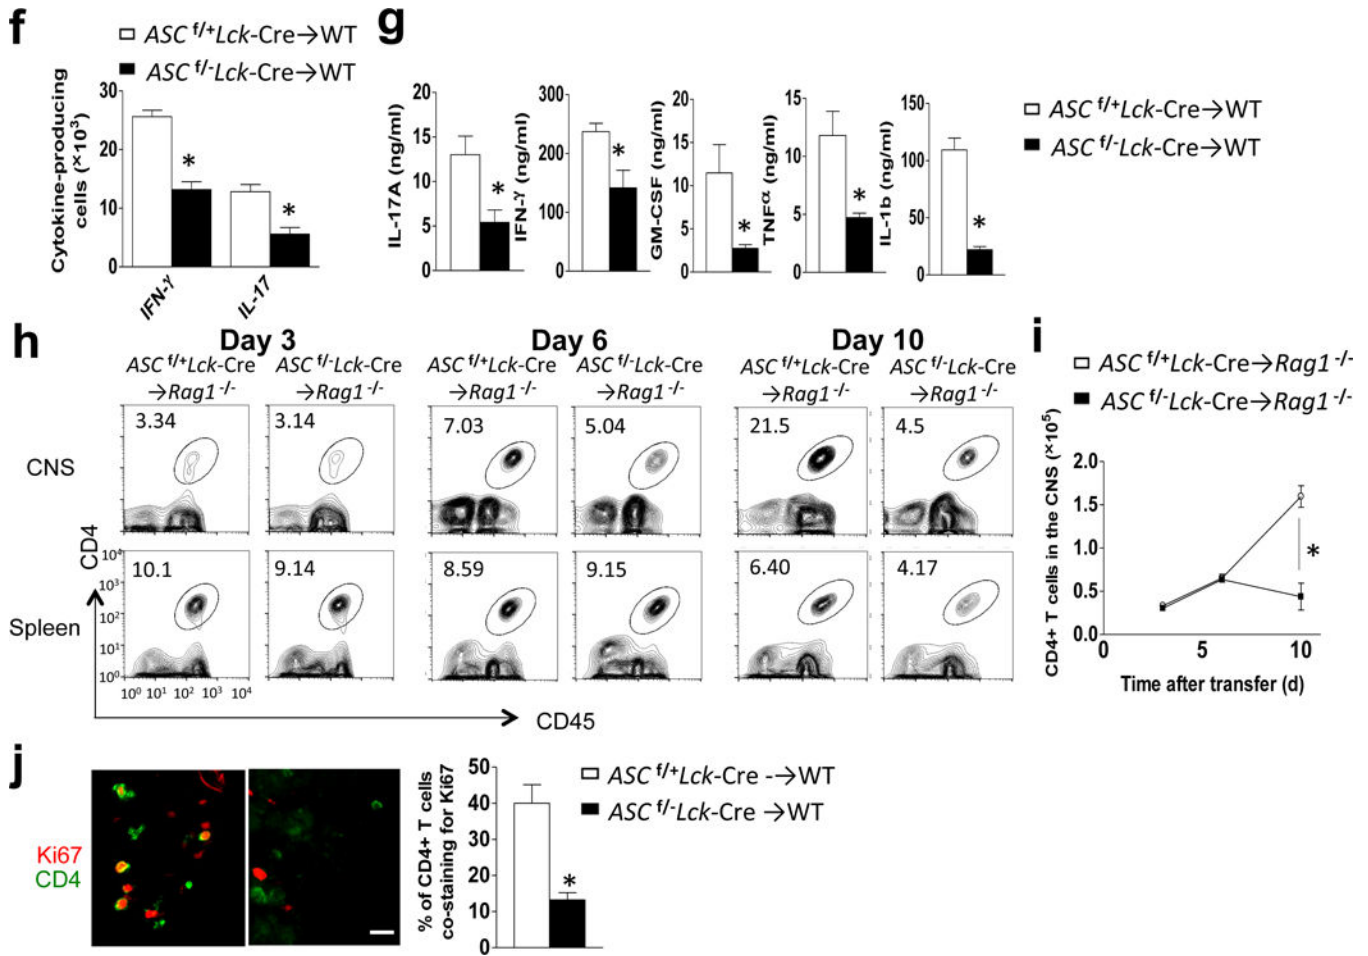 f
ASC f/+Lck-Cre→WT
ASC f/-Lck-Cre→WT
Cytokine-producing
cells (×10³)
30
20
10
0
IFN-γ
IL-17
*
*
g
IL-17A (ng/ml)
20
15
10
5
0
*
IFN-γ (ng/ml)
300
200
100
0
*
GM-CSF (ng/ml)
20
15
10
5
0
*
TNFα (ng/ml)
15
10
5
0
*
IL-1b (ng/ml)
150
100
50
0
*
ASC f/+Lck-Cre→WT
ASC f/-Lck-Cre→WT
h
Day 3
Day 6
Day 10
ASC f/+Lck-Cre
→Rag1 -/-
ASC f/-Lck-Cre
→Rag1 -/-
ASC f/+Lck-Cre
→Rag1 -/-
ASC f/-Lck-Cre
→Rag1 -/-
ASC f/+Lck-Cre
→Rag1 -/-
ASC f/-Lck-Cre
→Rag1 -/-
CNS
3.34
3.14
7.03
5.04
21.5
4.5
CD4
Spleen
10.1
9.14
8.59
9.15
6.40
4.17
10⁴
10³
10²
10¹
10⁰
10⁰ 10¹ 10² 10³ 10⁴
CD45
i
ASC f/+Lck-Cre→Rag1 -/-
ASC f/-Lck-Cre→Rag1 -/-
CD4+ T cells in the CNS (×10⁵)
2.0
1.5
1.0
0.5
0.0
*
0
5
10
Time after transfer (d)
j
Ki67
CD4
% of CD4+ T cells
co-staining for Ki67
50
40
30
20
10
0
*
ASC f/+Lck-Cre -→WT
ASC f/-Lck-Cre →WT